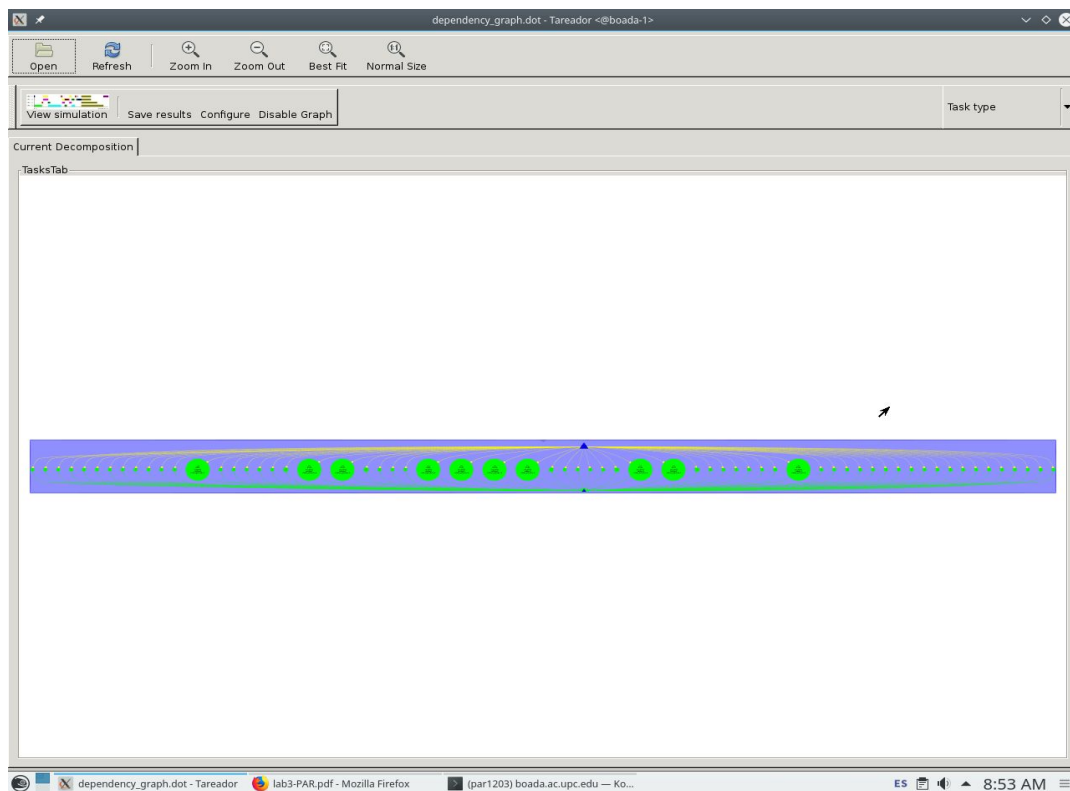 dependency_graph.dot - Tareador <@boada-1>
Open Refresh Zoom In Zoom Out Best Fit Normal Size
View simulation Save results Configure Disable Graph Task type
Current Decomposition
TasksTab
dependency_graph.dot - Tareador lab3-PAR.pdf - Mozilla Firefox (par1203) boada.ac.upc.edu — Ko... ES 8:53 AM